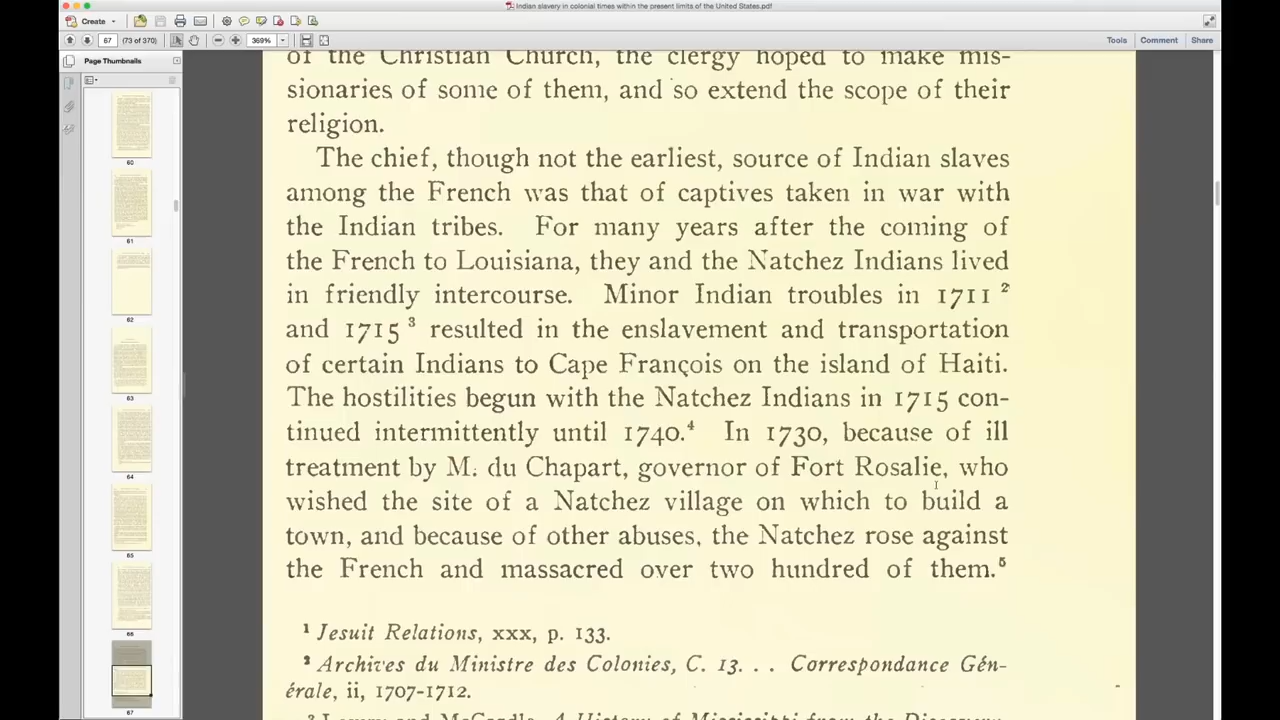 Indian slavery in colonial times within the present limits of the United States.pdf
Create
67 (73 of 370) 369% Tools Comment Share
Page Thumbnails
60
61
62
63
64
65
66
67
of the Christian Church, the clergy hoped to make mis-
sionaries of some of them, and so extend the scope of their
religion.
The chief, though not the earliest, source of Indian slaves
among the French was that of captives taken in war with
the Indian tribes. For many years after the coming of
the French to Louisiana, they and the Natchez Indians lived
in friendly intercourse. Minor Indian troubles in 1711 ²
and 1715 ³ resulted in the enslavement and transportation
of certain Indians to Cape François on the island of Haiti.
The hostilities begun with the Natchez Indians in 1715 con-
tinued intermittently until 1740.⁴ In 1730, because of ill
treatment by M. du Chapart, governor of Fort Rosalie, who
wished the site of a Natchez village on which to build a
town, and because of other abuses, the Natchez rose against
the French and massacred over two hundred of them.⁵
¹ Jesuit Relations, xxx, p. 133.
² Archives du Ministre des Colonies, C. 13. . . Correspondance Gén-
érale, ii, 1707-1712.
A History of Mississippi from the Discovery